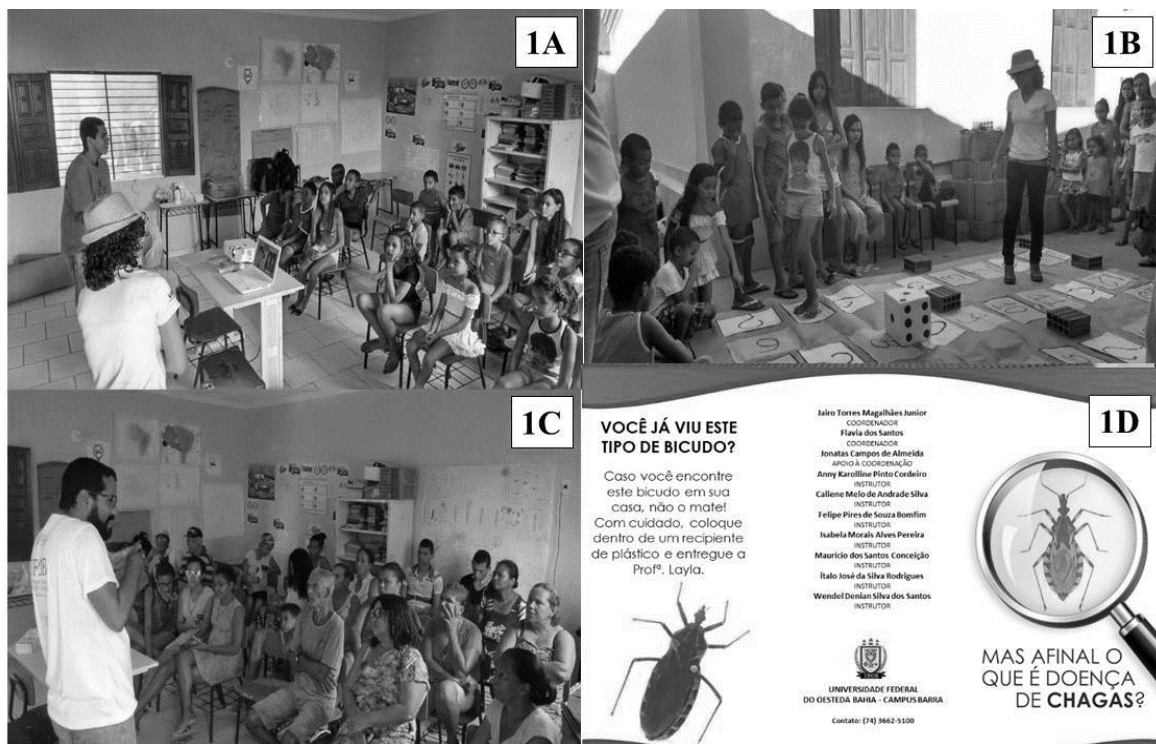 1A
1B
1C
1D
VOCÊ JÁ VIU ESTE
TIPO DE BICUDO?
Caso você encontre
este bicudo em sua
casa, não o mate!
Com cuidado, coloque
dentro de um recipiente
de plástico e entregue a
Profª. Layla.
Jairo Torres Magalhães Junior
COORDENADOR
Flavia dos Santos
COORDENADOR
Jonatas Campos de Almeida
APOIO À COORDENAÇÃO
Anny Karolline Pinto Cordeiro
INSTRUTOR
Caliene Melo de Andrade Silva
INSTRUTOR
Felipe Pires de Souza Bomfim
INSTRUTOR
Isabela Morais Alves Pereira
INSTRUTOR
Maurício dos Santos Conceição
INSTRUTOR
Ítalo José da Silva Rodrigues
INSTRUTOR
Wendel Denian Silva dos Santos
INSTRUTOR
UNIVERSIDADE FEDERAL
DO OESTEDA BAHIA - CAMPUS BARRA
Contato: (74) 3662-5100
MAS AFINAL O
QUE É DOENÇA
DE CHAGAS?